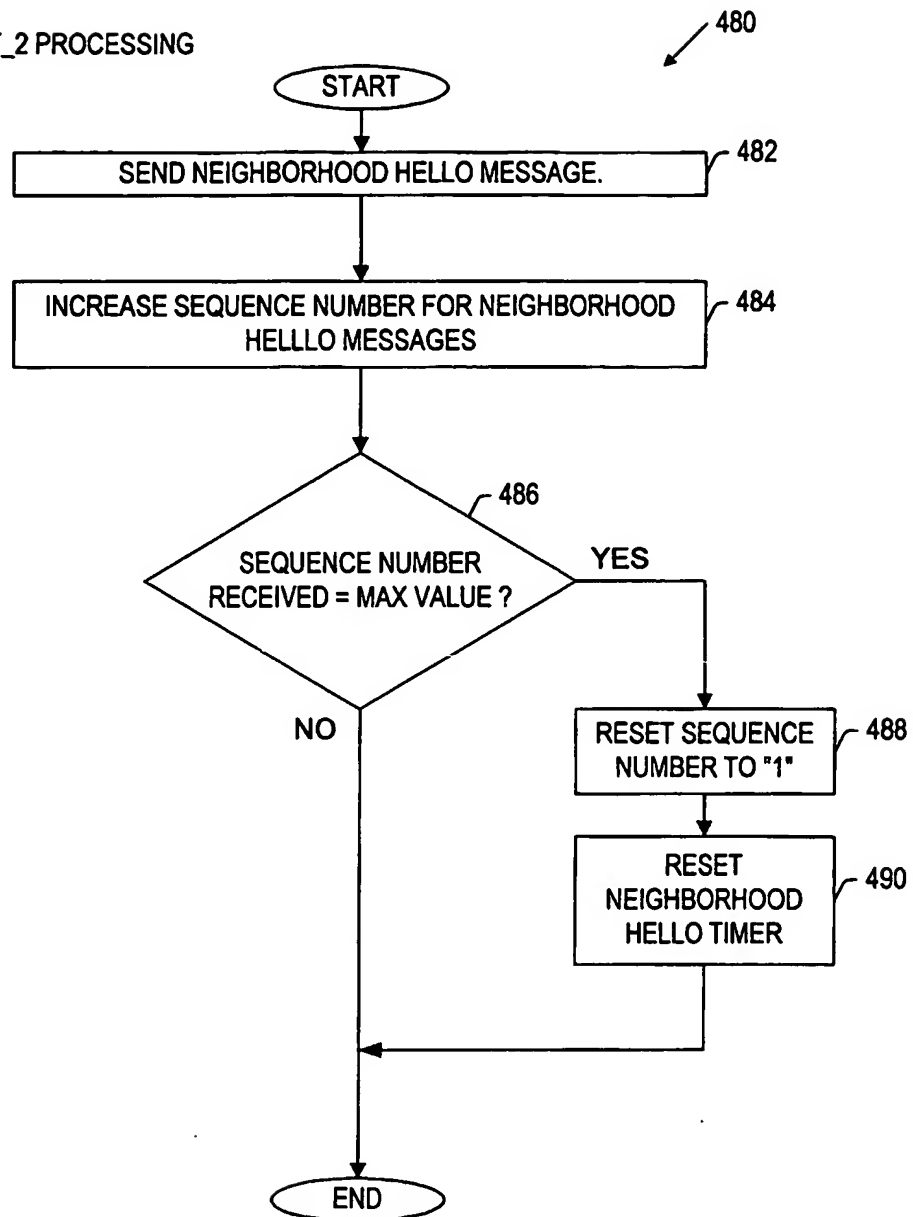 _2 PROCESSING
480
START
SEND NEIGHBORHOOD HELLO MESSAGE.
482
INCREASE SEQUENCE NUMBER FOR NEIGHBORHOOD
HELLLO MESSAGES
484
486
SEQUENCE NUMBER
RECEIVED = MAX VALUE ?
YES
NO
RESET SEQUENCE
NUMBER TO "1"
488
RESET
NEIGHBORHOOD
HELLO TIMER
490
END